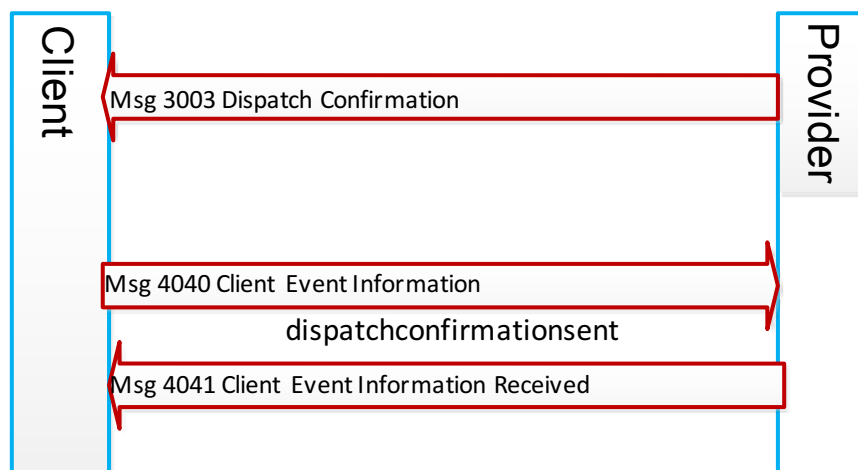 Client
Provider
Msg 3003 Dispatch Confirmation
Msg 4040 Client Event Information
dispatchconfirmationsent
Msg 4041 Client Event Information Received